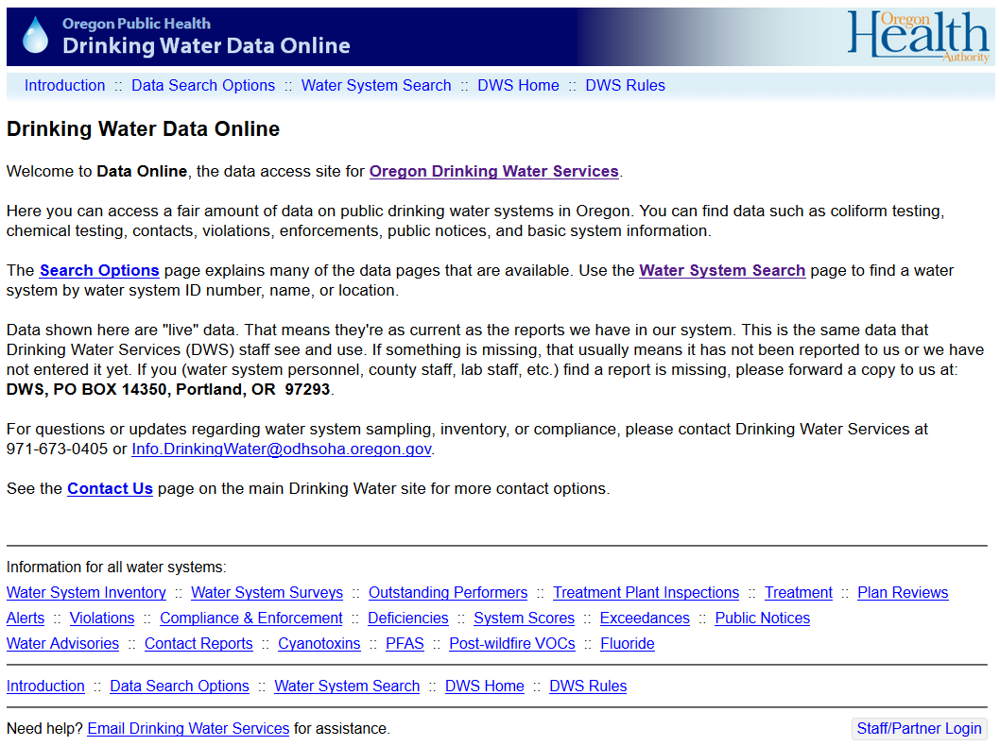 Oregon Public Health
Drinking Water Data Online
Oregon
Health
Authority
Introduction :: Data Search Options :: Water System Search :: DWS Home :: DWS Rules
Drinking Water Data Online
Welcome to Data Online, the data access site for Oregon Drinking Water Services.
Here you can access a fair amount of data on public drinking water systems in Oregon. You can find data such as coliform testing,
chemical testing, contacts, violations, enforcements, public notices, and basic system information.
The Search Options page explains many of the data pages that are available. Use the Water System Search page to find a water
system by water system ID number, name, or location.
Data shown here are "live" data. That means they're as current as the reports we have in our system. This is the same data that
Drinking Water Services (DWS) staff see and use. If something is missing, that usually means it has not been reported to us or we have
not entered it yet. If you (water system personnel, county staff, lab staff, etc.) find a report is missing, please forward a copy to us at:
DWS, PO BOX 14350, Portland, OR  97293.
For questions or updates regarding water system sampling, inventory, or compliance, please contact Drinking Water Services at
971-673-0405 or Info.DrinkingWater@odhsoha.oregon.gov.
See the Contact Us page on the main Drinking Water site for more contact options.
Information for all water systems:
Water System Inventory :: Water System Surveys :: Outstanding Performers :: Treatment Plant Inspections :: Treatment :: Plan Reviews
Alerts :: Violations :: Compliance & Enforcement :: Deficiencies :: System Scores :: Exceedances :: Public Notices
Water Advisories :: Contact Reports :: Cyanotoxins :: PFAS :: Post-wildfire VOCs :: Fluoride
Introduction :: Data Search Options :: Water System Search :: DWS Home :: DWS Rules
Need help? Email Drinking Water Services for assistance.
Staff/Partner Login